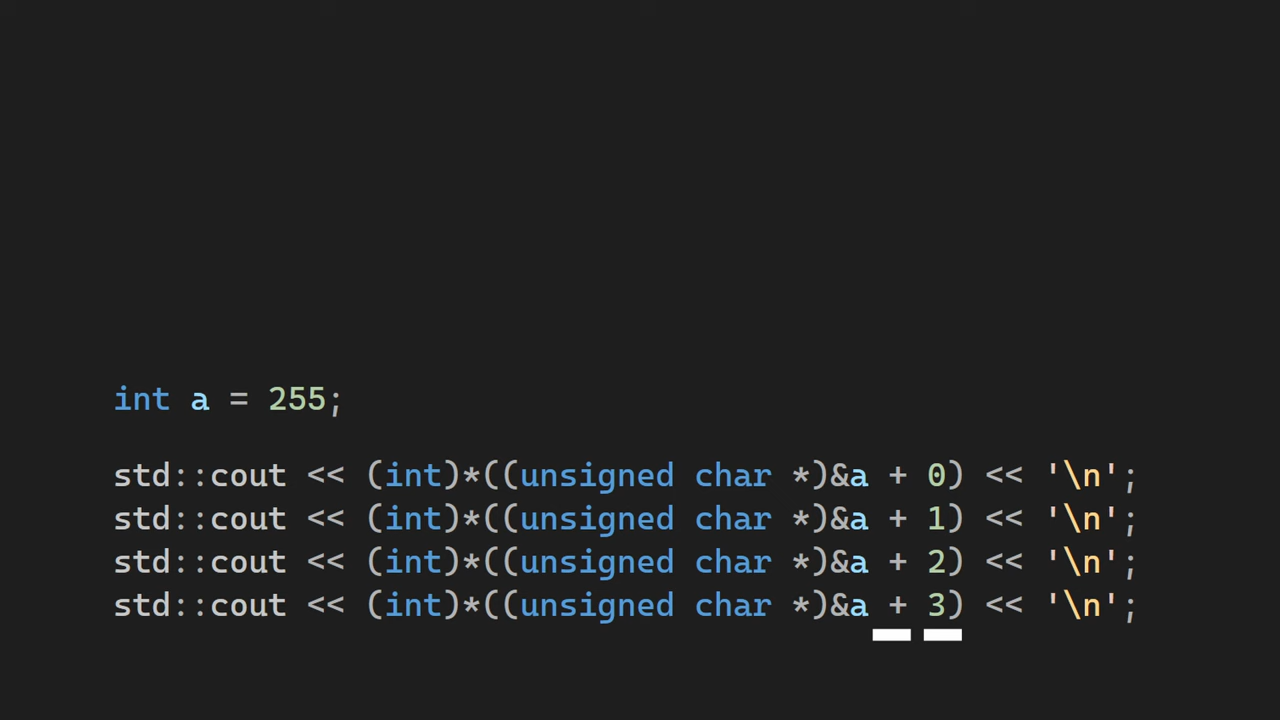 int a = 255;
std::cout << (int)*((unsigned char *)&a + 0) << '\n';
std::cout << (int)*((unsigned char *)&a + 1) << '\n';
std::cout << (int)*((unsigned char *)&a + 2) << '\n';
std::cout << (int)*((unsigned char *)&a + 3) << '\n';